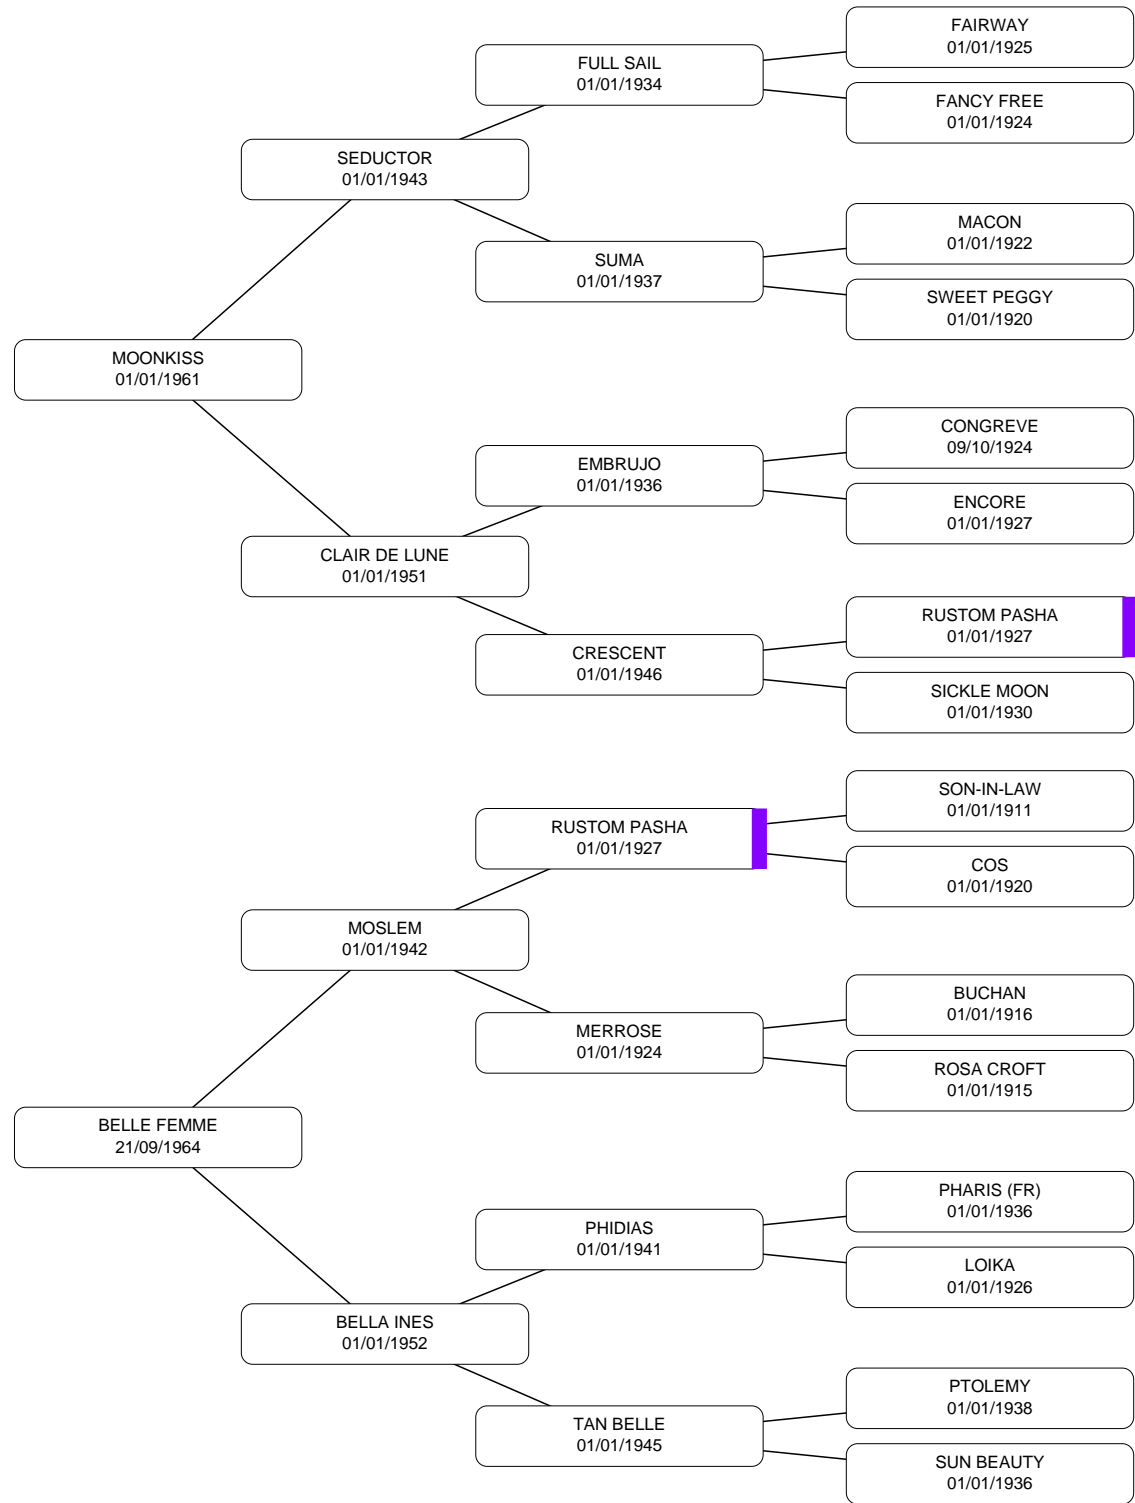 FAIRWAY
01/01/1925
FULL SAIL
01/01/1934
FANCY FREE
01/01/1924
SEDUCTOR
01/01/1943
MACON
01/01/1922
SUMA
01/01/1937
SWEET PEGGY
01/01/1920
MOONKISS
01/01/1961
CONGREVE
09/10/1924
EMBRUJO
01/01/1936
ENCORE
01/01/1927
CLAIR DE LUNE
01/01/1951
RUSTOM PASHA
01/01/1927
CRESCENT
01/01/1946
SICKLE MOON
01/01/1930
SON-IN-LAW
01/01/1911
RUSTOM PASHA
01/01/1927
COS
01/01/1920
MOSLEM
01/01/1942
BUCHAN
01/01/1916
MERROSE
01/01/1924
ROSA CROFT
01/01/1915
BELLE FEMME
21/09/1964
PHARIS (FR)
01/01/1936
PHIDIAS
01/01/1941
LOIKA
01/01/1926
BELLA INES
01/01/1952
PTOLEMY
01/01/1938
TAN BELLE
01/01/1945
SUN BEAUTY
01/01/1936